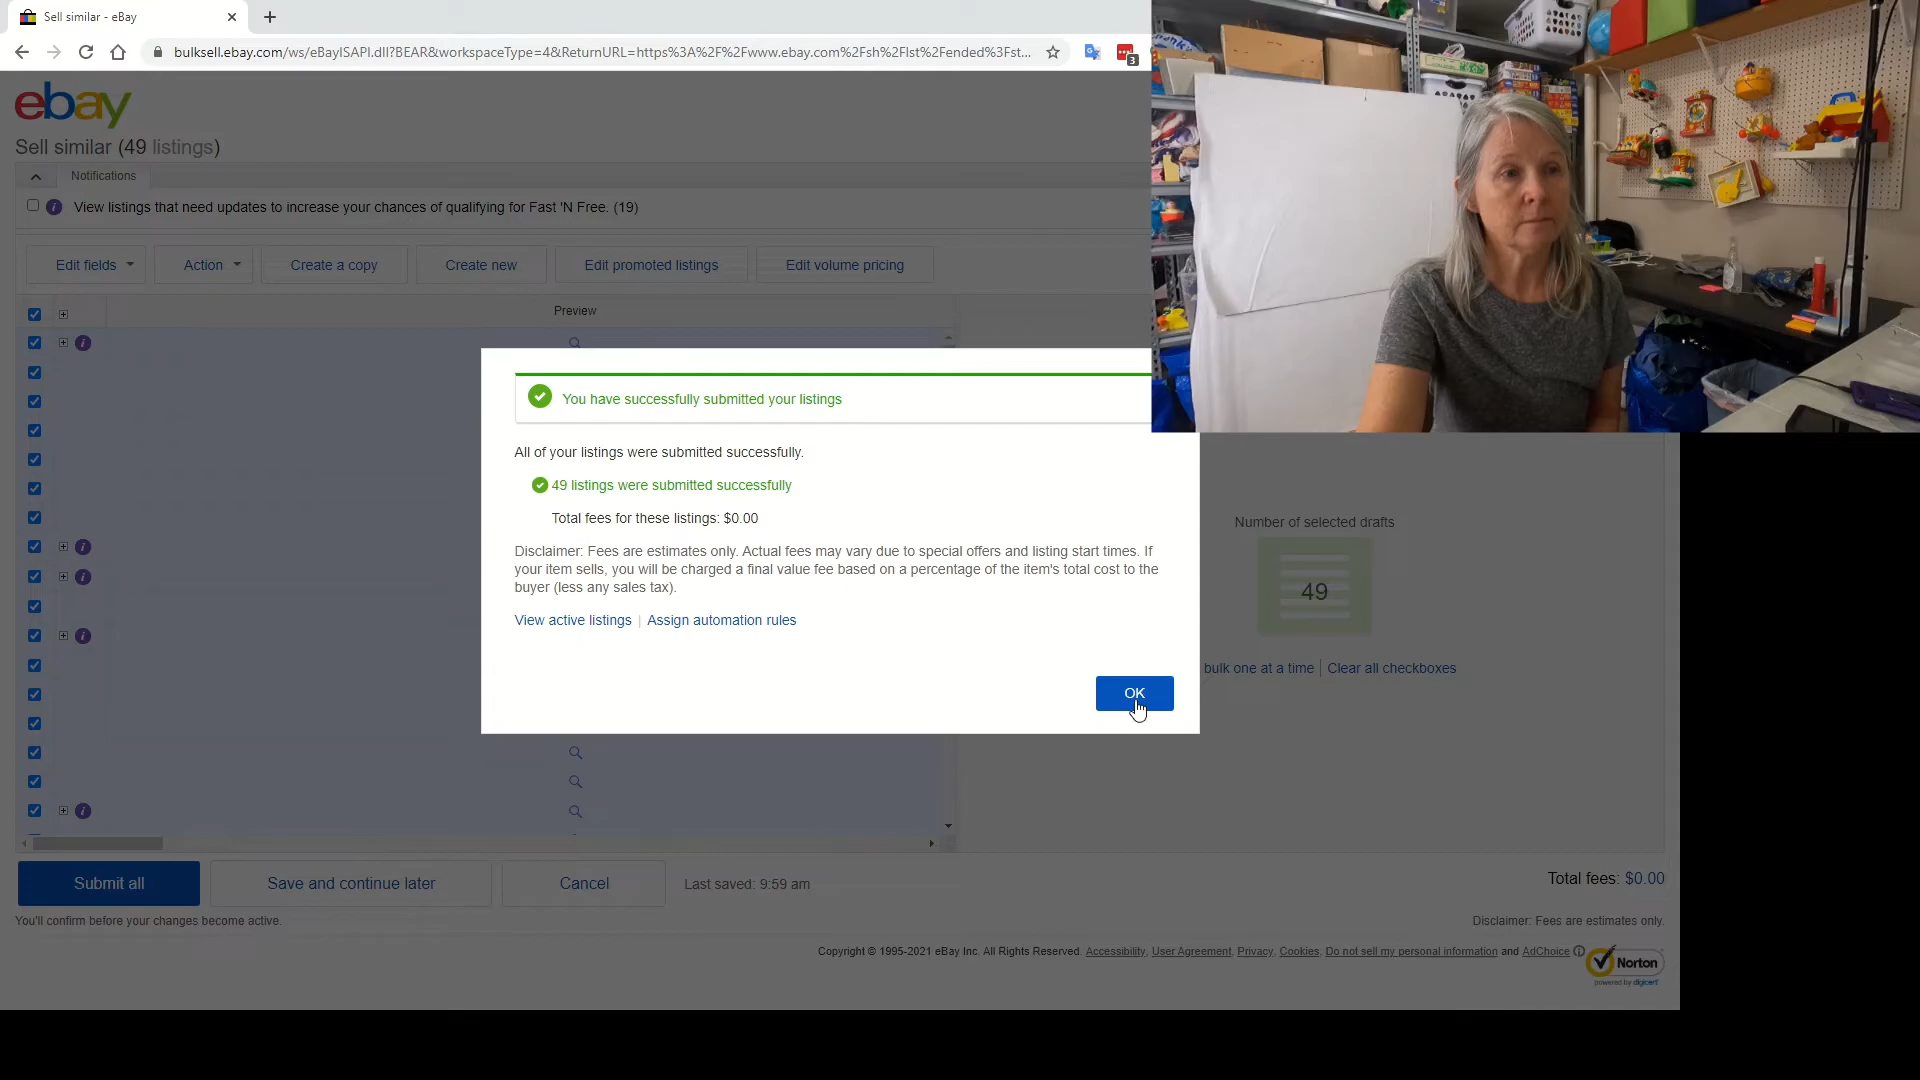 Sell similar - eBay
bulksell.ebay.com/ws/eBayISAPI.dll?BEAR&workspaceType=4&ReturnURL=https%3A%2F%2Fwww.ebay.com%2Fsh%2Flst%2Fended%3Fst...
3
ebay
Sell similar (49 listings)
Notifications
View listings that need updates to increase your chances of qualifying for Fast 'N Free. (19)
Edit fields Action Create a copy Create new Edit promoted listings Edit volume pricing
Preview
You have successfully submitted your listings
All of your listings were submitted successfully.
49 listings were submitted successfully
Total fees for these listings: $0.00
Disclaimer: Fees are estimates only. Actual fees may vary due to special offers and listing start times. If
your item sells, you will be charged a final value fee based on a percentage of the item's total cost to the
buyer (less any sales tax).
View active listings | Assign automation rules
OK
Number of selected drafts
49
bulk one at a time | Clear all checkboxes
Submit all Save and continue later Cancel Last saved: 9:59 am
Total fees: $0.00
You'll confirm before your changes become active.
Disclaimer: Fees are estimates only.
Copyright © 1995-2021 eBay Inc. All Rights Reserved. Accessibility, User Agreement, Privacy, Cookies, Do not sell my personal information and AdChoice
Norton
powered by digicert